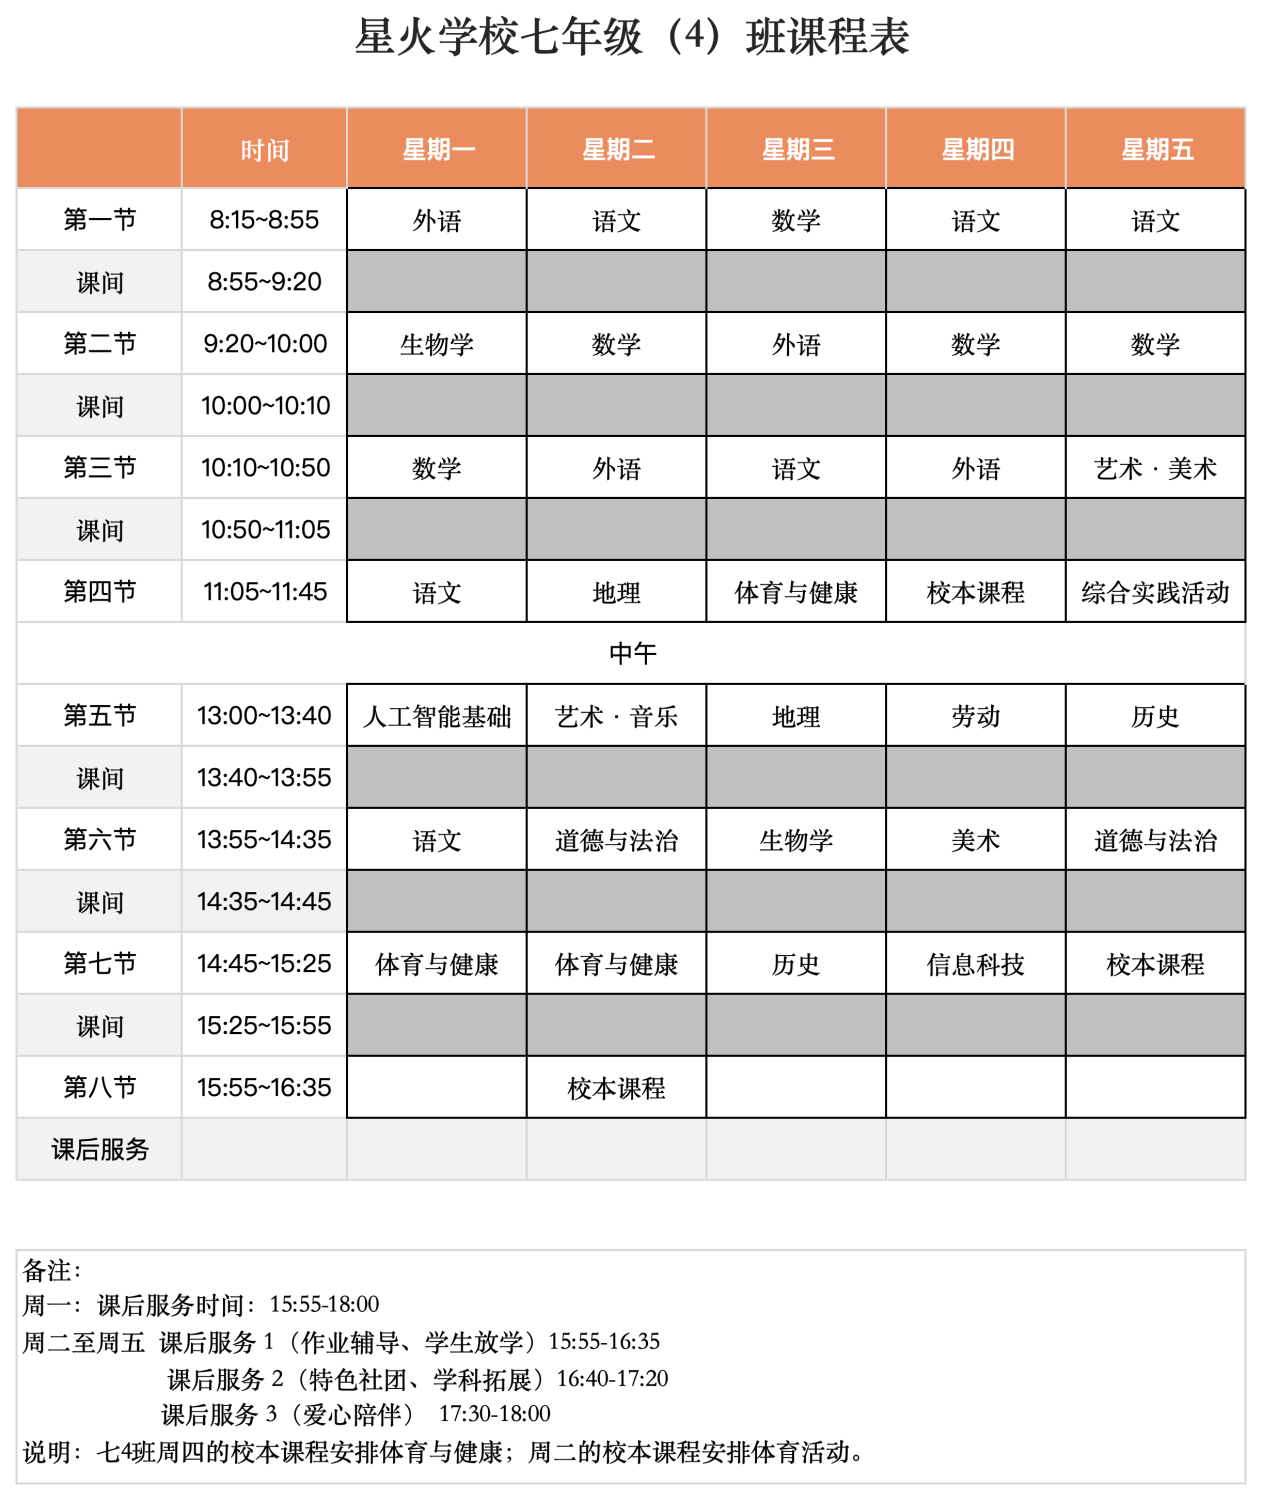 星火学校七年级（4）班课程表
时间 星期一 星期二 星期三 星期四 星期五
第一节 8:15~8:55 外语 语文 数学 语文 语文
课间 8:55~9:20
第二节 9:20~10:00 生物学 数学 外语 数学 数学
课间 10:00~10:10
第三节 10:10~10:50 数学 外语 语文 外语 艺术·美术
课间 10:50~11:05
第四节 11:05~11:45 语文 地理 体育与健康 校本课程 综合实践活动
中午
第五节 13:00~13:40 人工智能基础 艺术·音乐 地理 劳动 历史
课间 13:40~13:55
第六节 13:55~14:35 语文 道德与法治 生物学 美术 道德与法治
课间 14:35~14:45
第七节 14:45~15:25 体育与健康 体育与健康 历史 信息科技 校本课程
课间 15:25~15:55
第八节 15:55~16:35 校本课程
课后服务
备注：
周一：课后服务时间：15:55-18:00
周二至周五 课后服务 1（作业辅导、学生放学）15:55-16:35
课后服务 2（特色社团、学科拓展）16:40-17:20
课后服务 3（爱心陪伴） 17:30-18:00
说明：七4班周四的校本课程安排体育与健康；周二的校本课程安排体育活动。